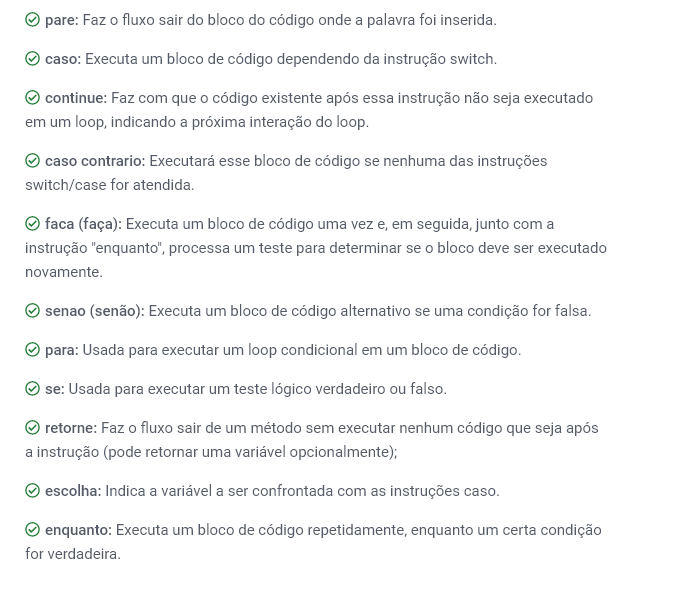 pare: Faz o fluxo sair do bloco do código onde a palavra foi inserida.
caso: Executa um bloco de código dependendo da instrução switch.
continue: Faz com que o código existente após essa instrução não seja executado
em um loop, indicando a próxima interação do loop.
caso contrario: Executará esse bloco de código se nenhuma das instruções
switch/case for atendida.
faca (faça): Executa um bloco de código uma vez e, em seguida, junto com a
instrução "enquanto", processa um teste para determinar se o bloco deve ser executado
novamente.
senao (senão): Executa um bloco de código alternativo se uma condição for falsa.
para: Usada para executar um loop condicional em um bloco de código.
se: Usada para executar um teste lógico verdadeiro ou falso.
retorne: Faz o fluxo sair de um método sem executar nenhum código que seja após
a instrução (pode retornar uma variável opcionalmente);
escolha: Indica a variável a ser confrontada com as instruções caso.
enquanto: Executa um bloco de código repetidamente, enquanto um certa condição
for verdadeira.